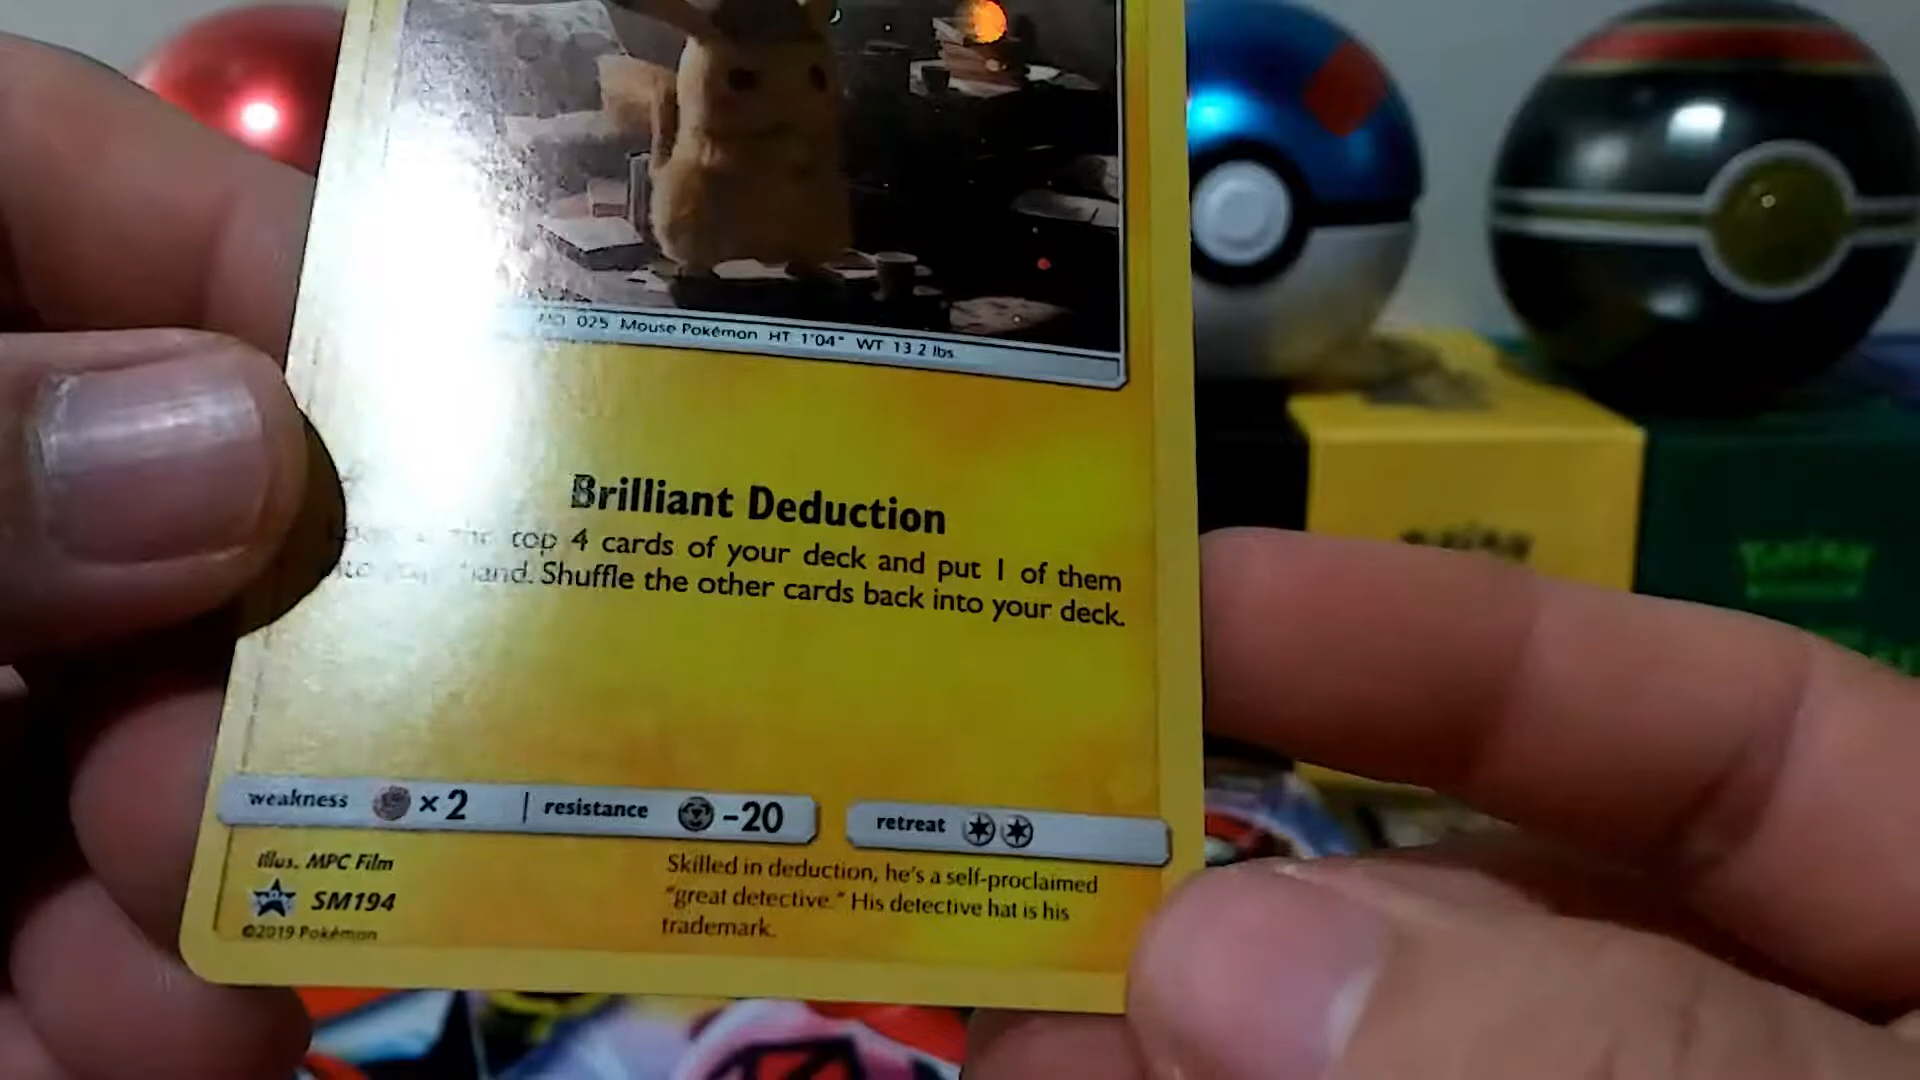 025 Mouse Pokémon HT 1'04" WT 13.2 lbs
Brilliant Deduction
the top 4 cards of your deck and put 1 of them
hand. Shuffle the other cards back into your deck.
weakness ×2 resistance -20 retreat
Illus. MPC Film
SM194
©2019 Pokémon
Skilled in deduction, he's a self-proclaimed
"great detective." His detective hat is his
trademark.